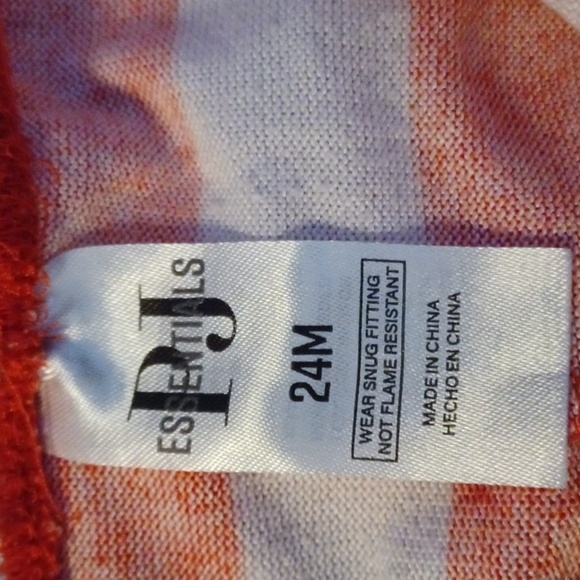 PJ
ESSENTIALS
24M
WEAR SNUG FITTING
NOT FLAME RESISTANT
MADE IN CHINA
HECHO EN CHINA